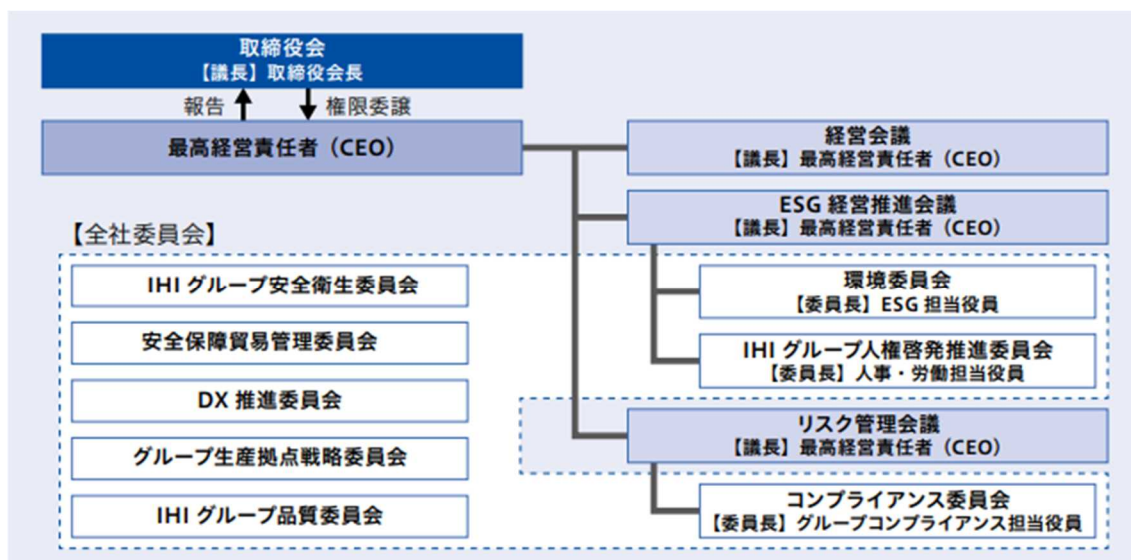 取締役会
【議長】取締役会長
報告
権限委譲
最高経営責任者（CEO）
経営会議
【議長】最高経営責任者（CEO）
ESG 経営推進会議
【議長】最高経営責任者（CEO）
【全社委員会】
IHI グループ安全衛生委員会
安全保障貿易管理委員会
DX 推進委員会
グループ生産拠点戦略委員会
IHI グループ品質委員会
環境委員会
【委員長】ESG 担当役員
IHI グループ人権啓発推進委員会
【委員長】人事・労働担当役員
リスク管理会議
【議長】最高経営責任者（CEO）
コンプライアンス委員会
【委員長】グループコンプライアンス担当役員